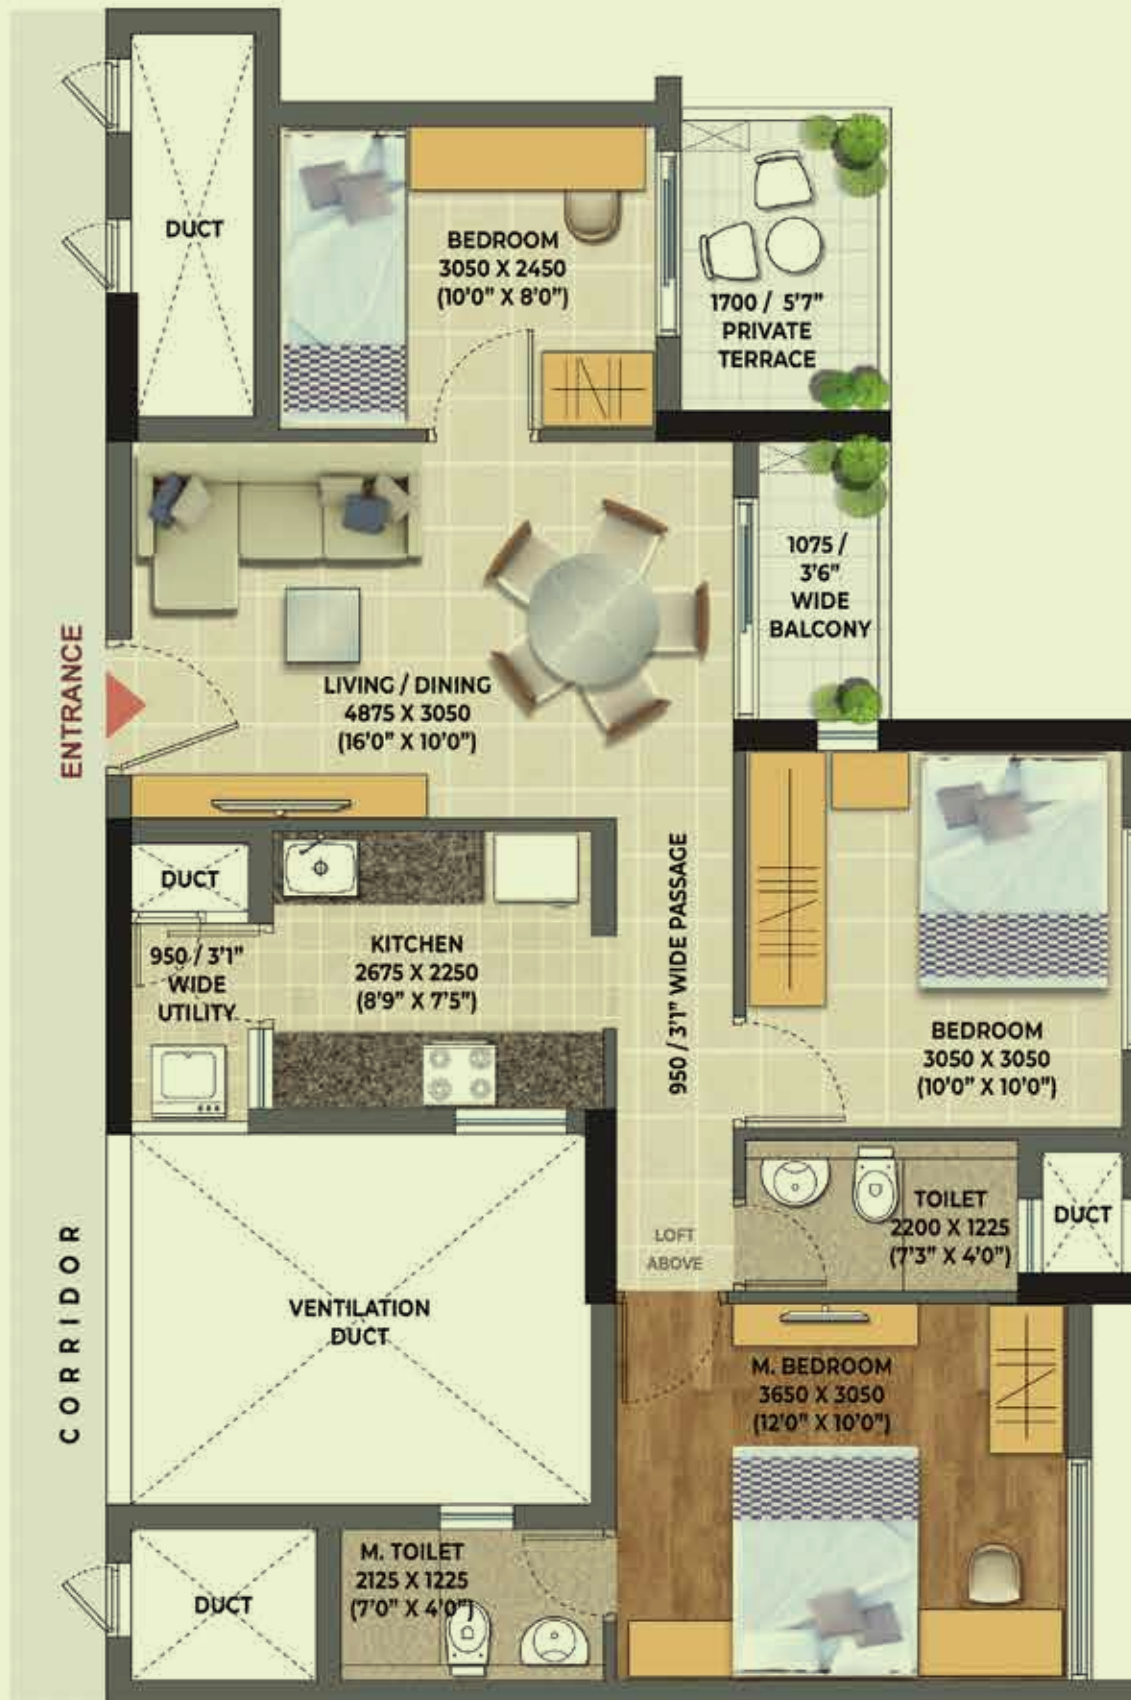 DUCT
BEDROOM
3050 X 2450
(10'0" X 8'0")
1700 / 5'7"
PRIVATE
TERRACE
1075 /
3'6"
WIDE
BALCONY
ENTRANCE
LIVING / DINING
4875 X 3050
(16'0" X 10'0")
DUCT
950 / 3'1"
WIDE
UTILITY
KITCHEN
2675 X 2250
(8'9" X 7'5")
950 / 3'1" WIDE PASSAGE
BEDROOM
3050 X 3050
(10'0" X 10'0")
TOILET
2200 X 1225
(7'3" X 4'0")
DUCT
LOFT
ABOVE
CORRIDOR
VENTILATION
DUCT
M. BEDROOM
3650 X 3050
(12'0" X 10'0")
M. TOILET
2125 X 1225
(7'0" X 4'0")
DUCT